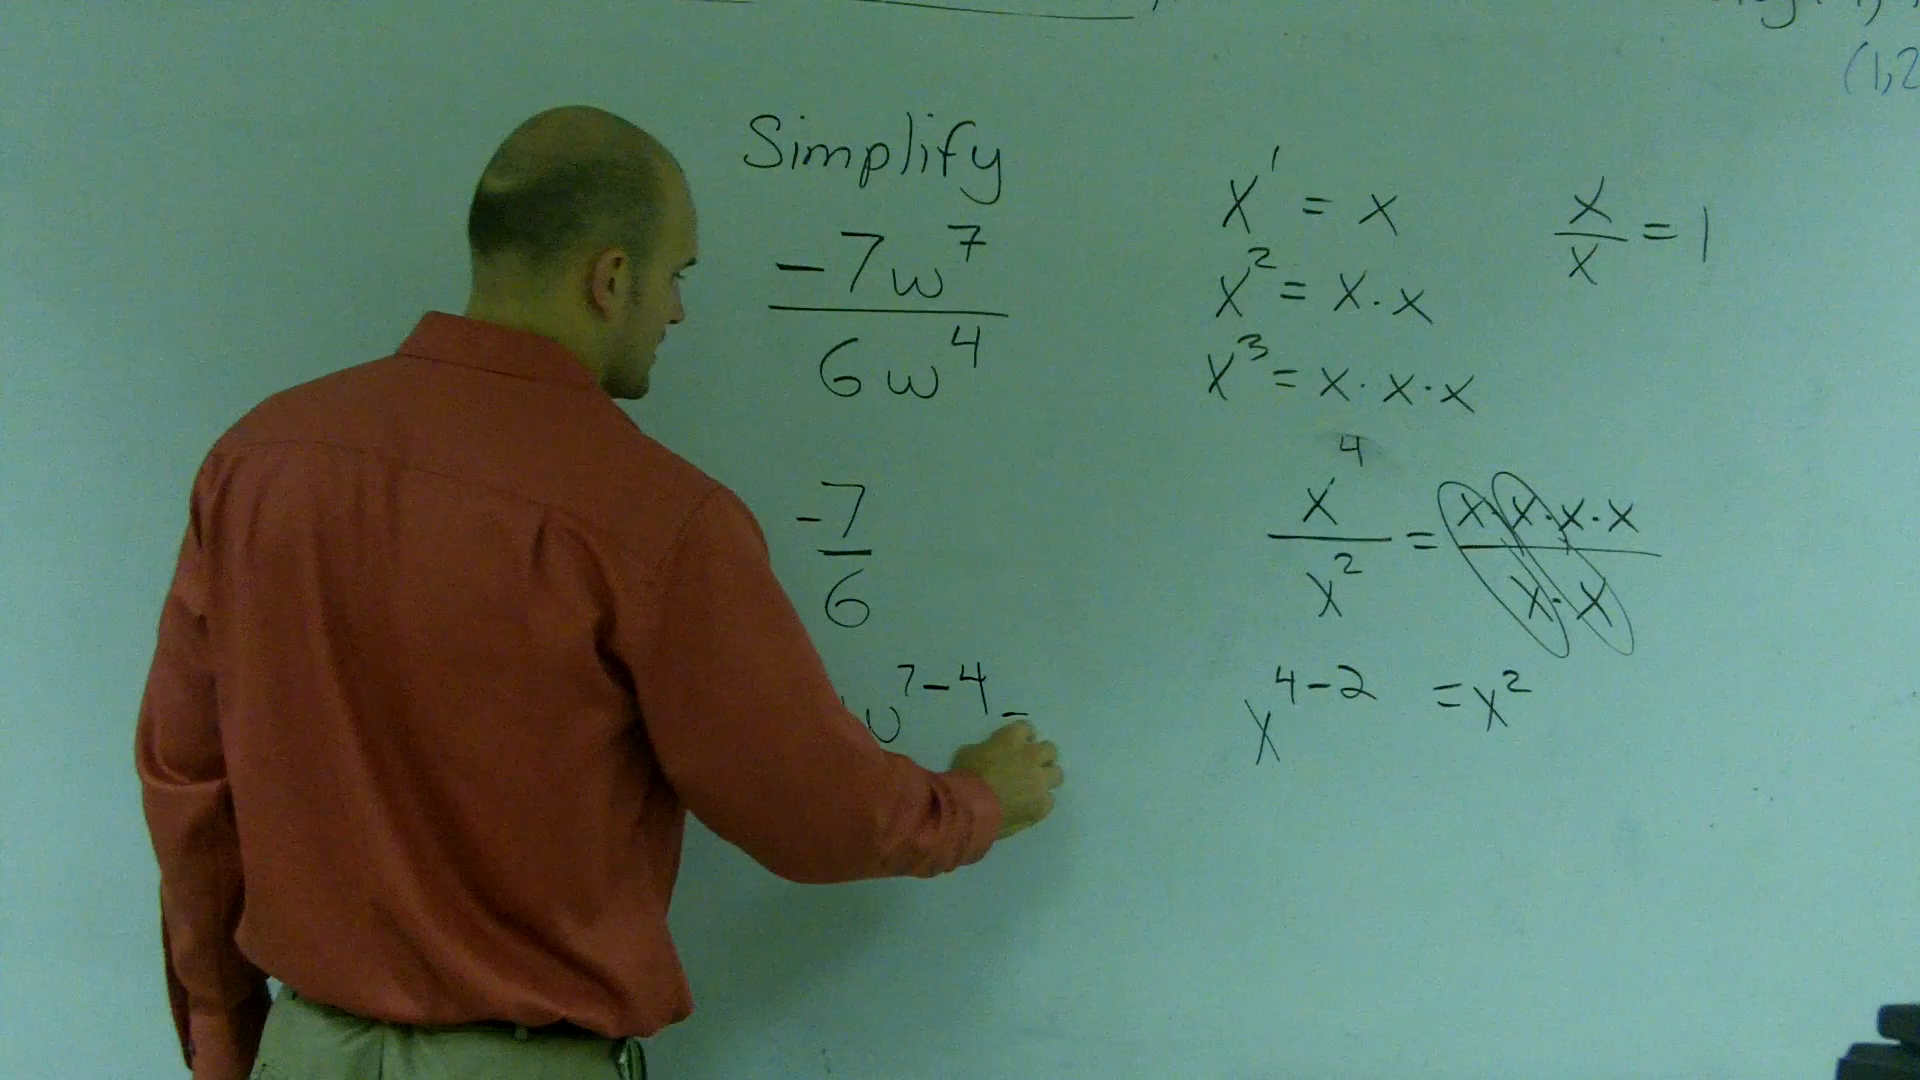 Simplify
-7w^7 / 6w^4
-7 / 6
w^7-4 =
x^1 = x
x^2 = x · x
x^3 = x · x · x
x^4 / x^2 = x · x · x · x / x · x
x^4-2 = x^2
x / x = 1
(1,2